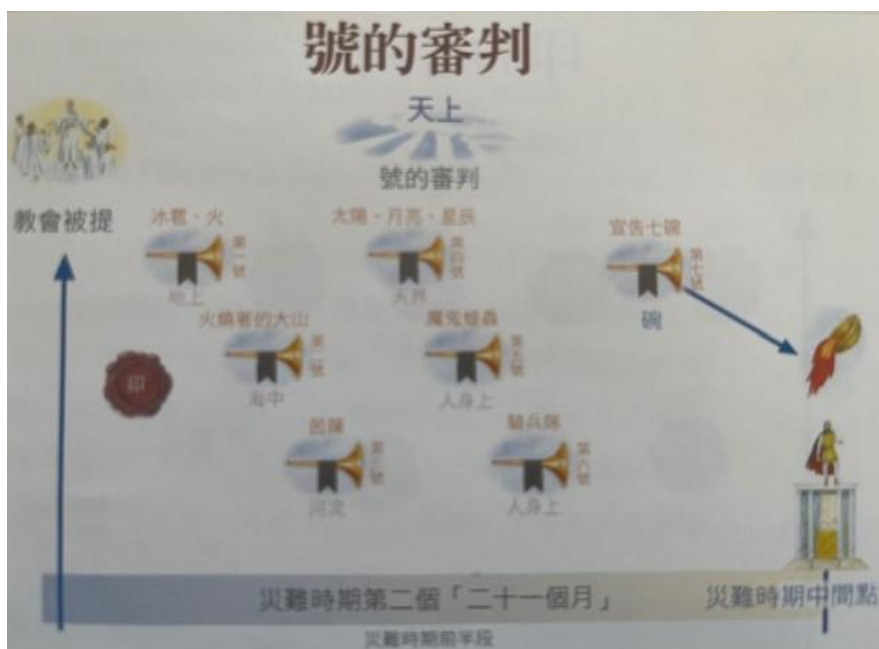 號的審判
天上
號的審判
教會被提
冰雹、火
第一號
地上
太陽、月亮、星辰
第四號
天界
宣告七碗
第七號
碗
火燒著的大山
第二號
海中
魔鬼蝗蟲
第五號
人身上
印
茵蔯
第三號
河流
騎兵隊
第六號
人身上
災難時期第二個「二十一個月」
災難時期中間點
災難時期前半段